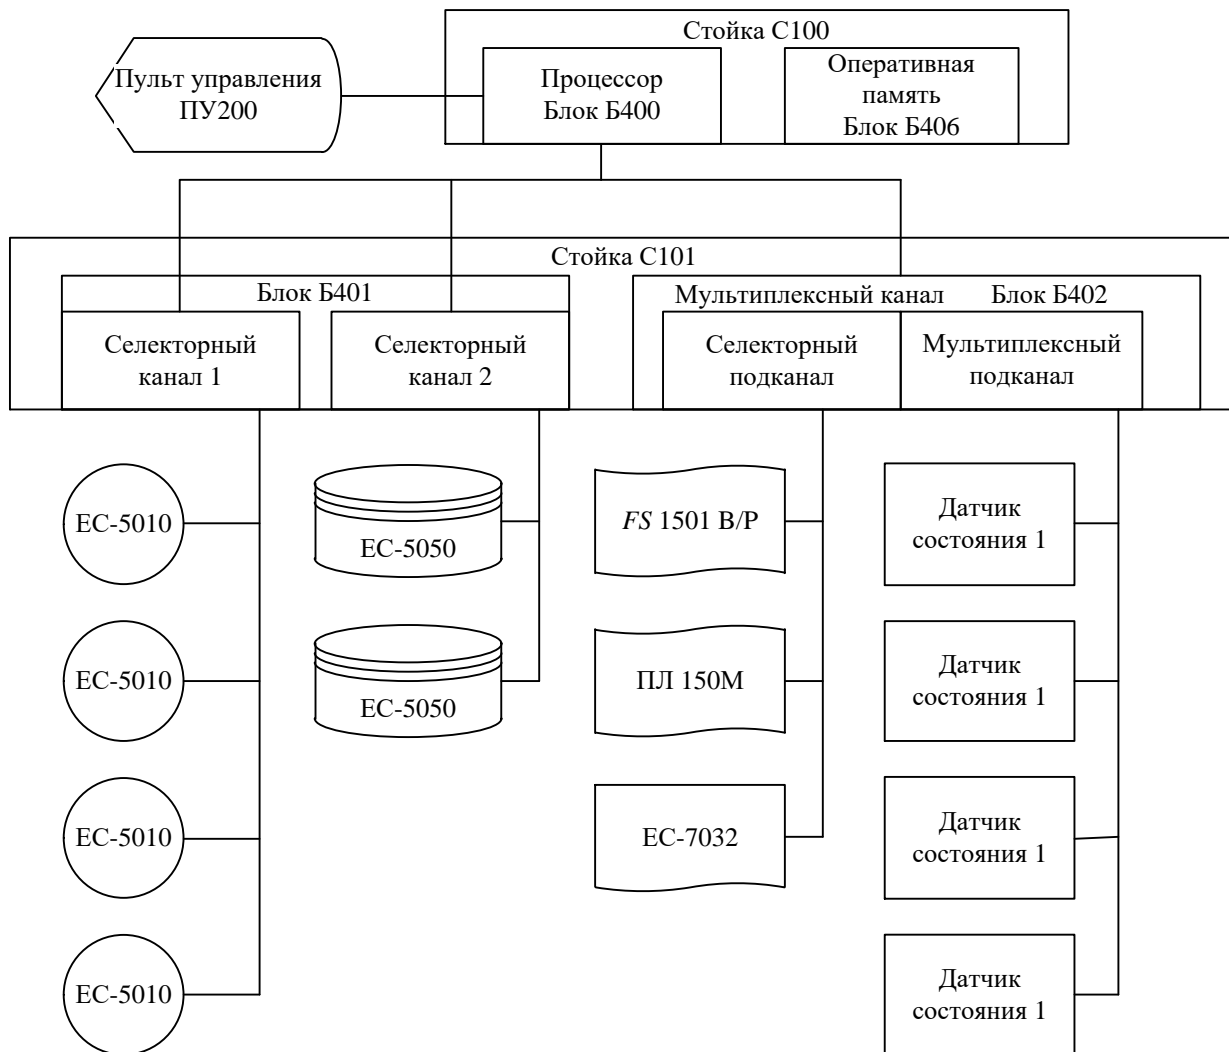 Стойка С100
Пульт управления
ПУ200
Процессор
Блок Б400
Оперативная
память
Блок Б406
Стойка С101
Блок Б401
Мультиплексный канал
Блок Б402
Селекторный
канал 1
Селекторный
канал 2
Селекторный
подканал
Мультиплексный
подканал
ЕС-5010
ЕС-5050
FS 1501 В/Р
Датчик
состояния 1
ЕС-5010
ЕС-5050
ПЛ 150М
Датчик
состояния 1
ЕС-5010
ЕС-7032
Датчик
состояния 1
ЕС-5010
Датчик
состояния 1